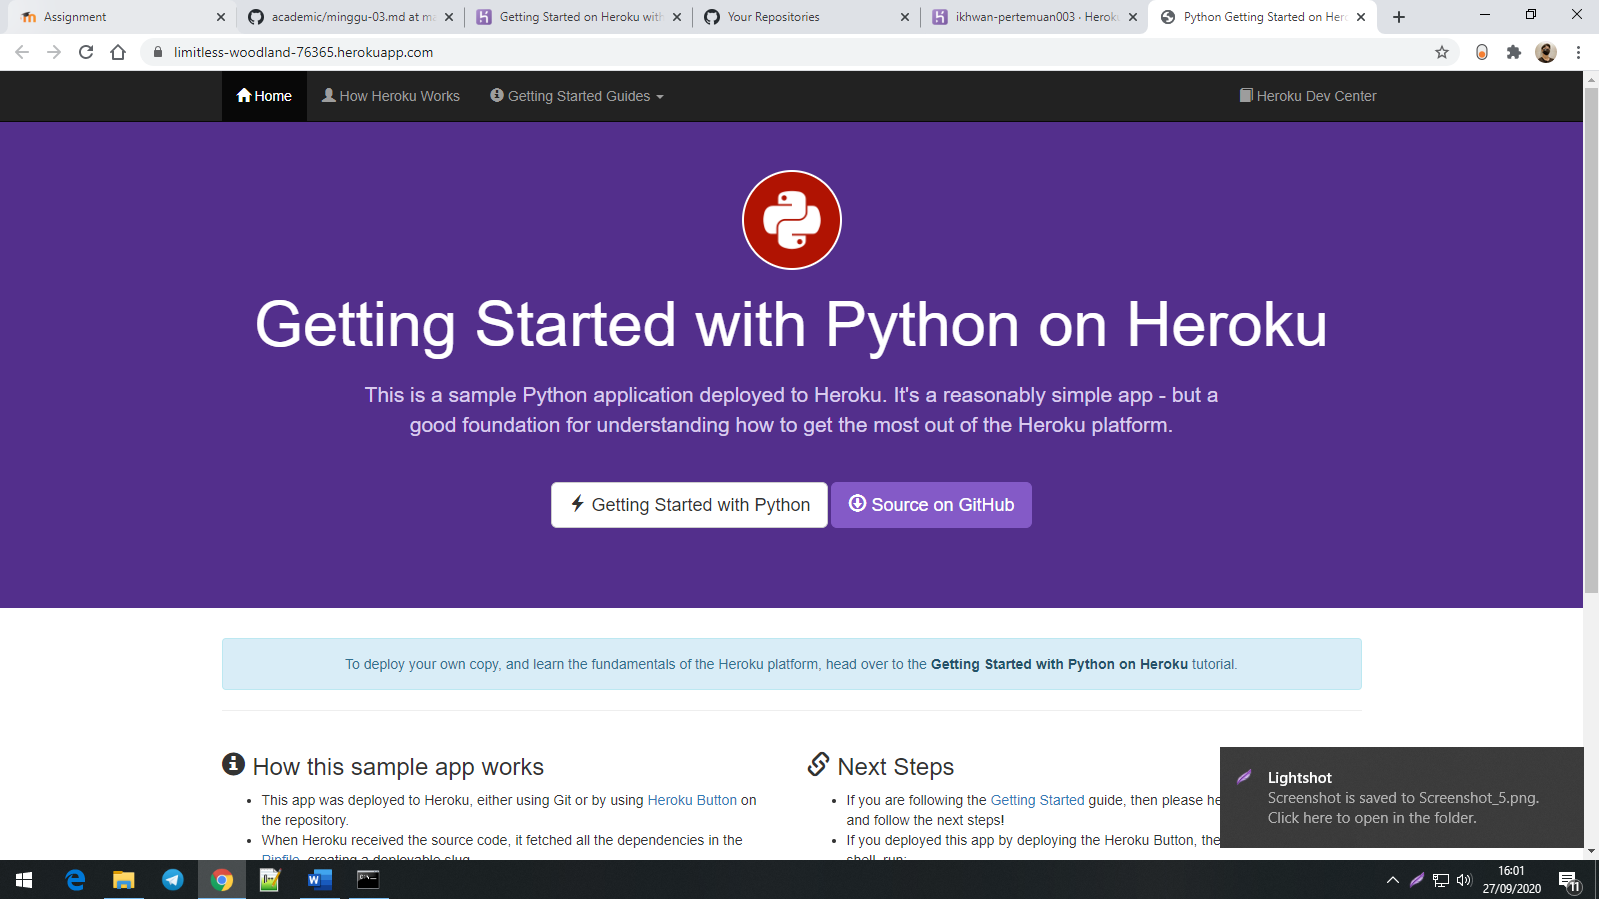 Assignment
academic/minggu-03.md at ma
Getting Started on Heroku with
Your Repositories
ikhwan-pertemuan003 · Heroku
Python Getting Started on Her
limitless-woodland-76365.herokuapp.com
Home
How Heroku Works
Getting Started Guides
Heroku Dev Center
Getting Started with Python on Heroku
This is a sample Python application deployed to Heroku. It's a reasonably simple app - but a
good foundation for understanding how to get the most out of the Heroku platform.
Getting Started with Python
Source on GitHub
To deploy your own copy, and learn the fundamentals of the Heroku platform, head over to the Getting Started with Python on Heroku tutorial.
How this sample app works
• This app was deployed to Heroku, either using Git or by using Heroku Button on
the repository.
• When Heroku received the source code, it fetched all the dependencies in the
Pipfile, creating a deployable slug.
Next Steps
• If you are following the Getting Started guide, then please he
and follow the next steps!
• If you deployed this app by deploying the Heroku Button, the
shell, run:
Lightshot
Screenshot is saved to Screenshot_5.png.
Click here to open in the folder.
16:01
27/09/2020
11